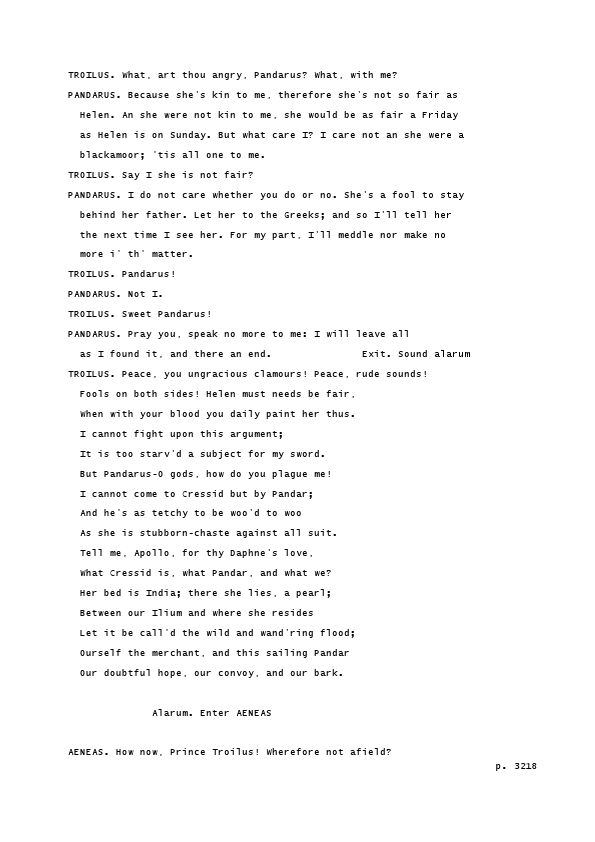 TROILUS. What, art thou angry, Pandarus? What, with me?
PANDARUS. Because she's kin to me, therefore she's not so fair as
Helen. An she were not kin to me, she would be as fair a Friday
as Helen is on Sunday. But what care I? I care not an she were a
blackamoor; 'tis all one to me.
TROILUS. Say I she is not fair?
PANDARUS. I do not care whether you do or no. She's a fool to stay
behind her father. Let her to the Greeks; and so I'll tell her
the next time I see her. For my part, I'll meddle nor make no
more i' th' matter.
TROILUS. Pandarus!
PANDARUS. Not I.
TROILUS. Sweet Pandarus!
PANDARUS. Pray you, speak no more to me: I will leave all
as I found it, and there an end. Exit. Sound alarum
TROILUS. Peace, you ungracious clamours! Peace, rude sounds!
Fools on both sides! Helen must needs be fair,
When with your blood you daily paint her thus.
I cannot fight upon this argument;
It is too starv'd a subject for my sword.
But Pandarus-O gods, how do you plague me!
I cannot come to Cressid but by Pandar;
And he's as tetchy to be woo'd to woo
As she is stubborn-chaste against all suit.
Tell me, Apollo, for thy Daphne's love,
What Cressid is, what Pandar, and what we?
Her bed is India; there she lies, a pearl;
Between our Ilium and where she resides
Let it be call'd the wild and wand'ring flood;
Ourself the merchant, and this sailing Pandar
Our doubtful hope, our convoy, and our bark.
Alarum. Enter AENEAS
AENEAS. How now, Prince Troilus! Wherefore not afield?
p. 3218